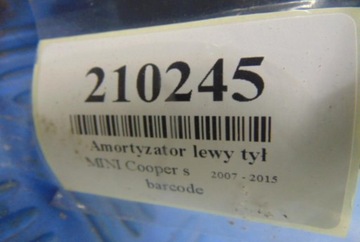 210245
Amortyzator lewy tył
MINI Cooper s 2007 - 2015
barcode